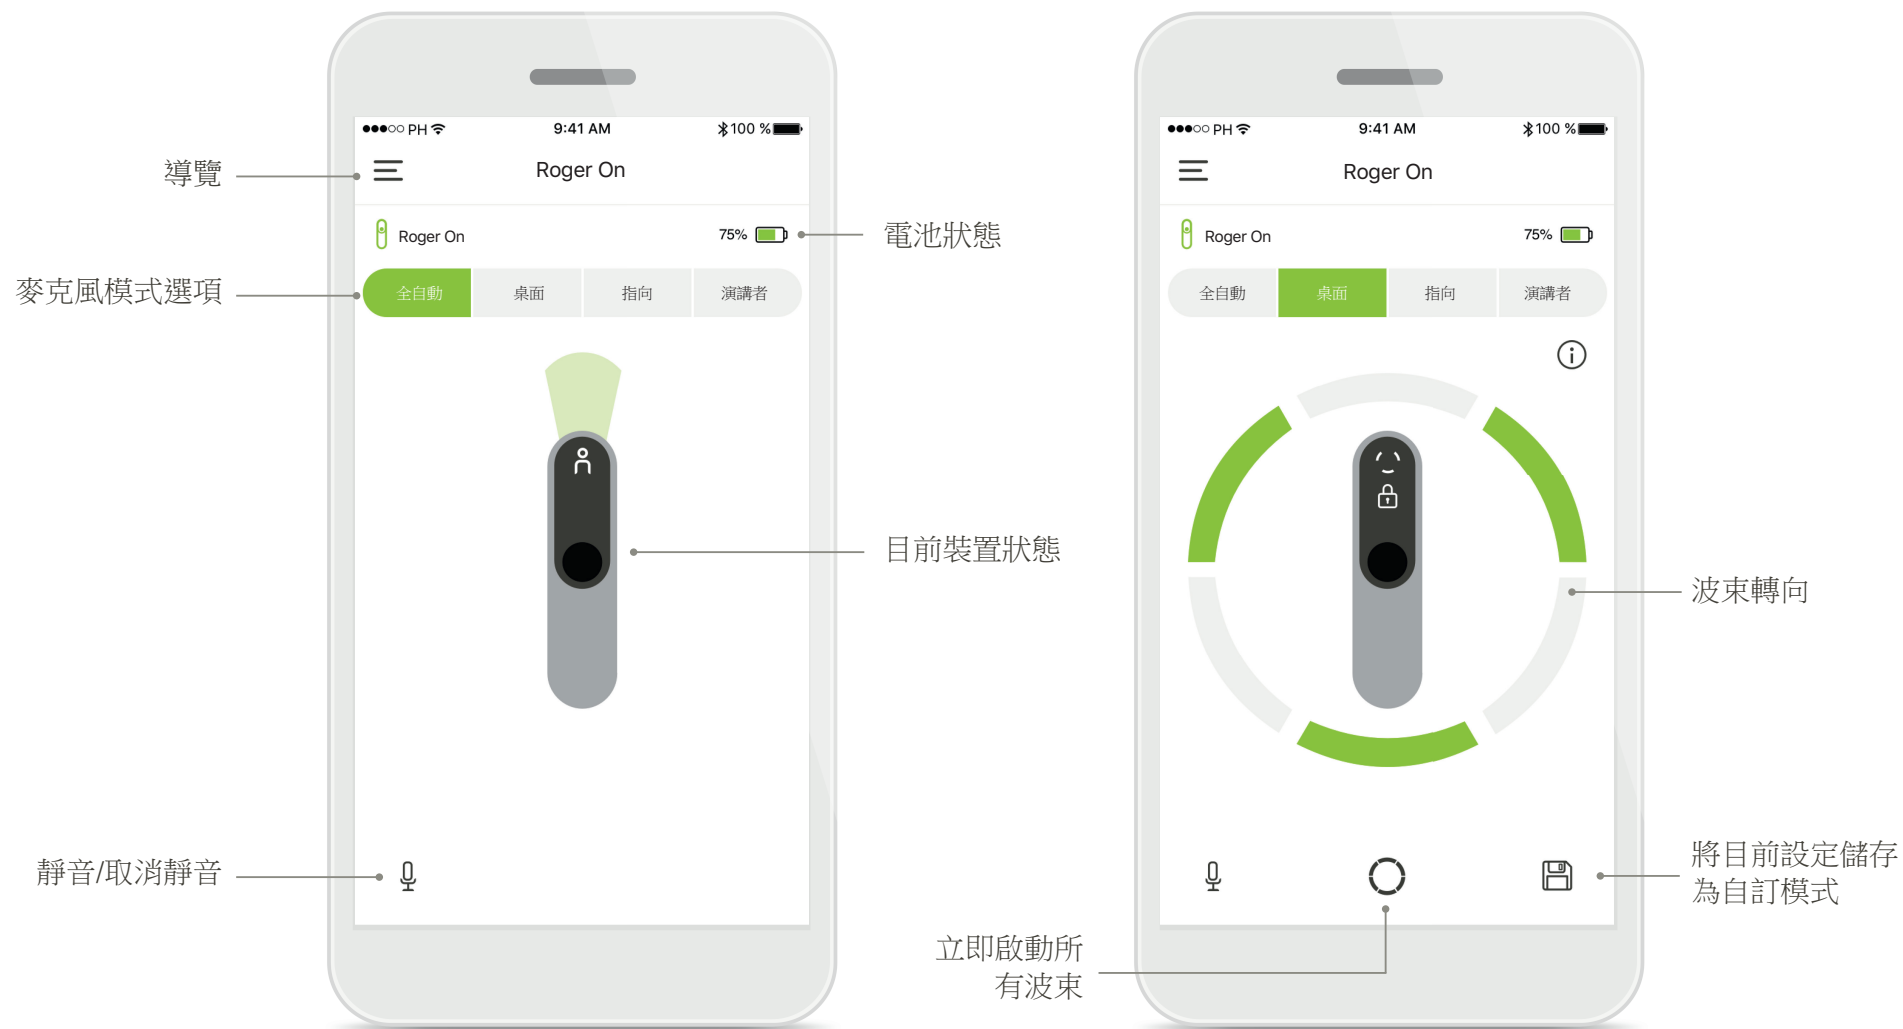 PH 9:41 AM 100 %
Roger On
導覽
Roger On 75%
電池狀態
麥克風模式選項
全自動 桌面 指向 演講者
目前裝置狀態
靜音/取消靜音
PH 9:41 AM 100 %
Roger On
Roger On 75%
全自動 桌面 指向 演講者
波束轉向
將目前設定儲存
為自訂模式
立即啟動所
有波束